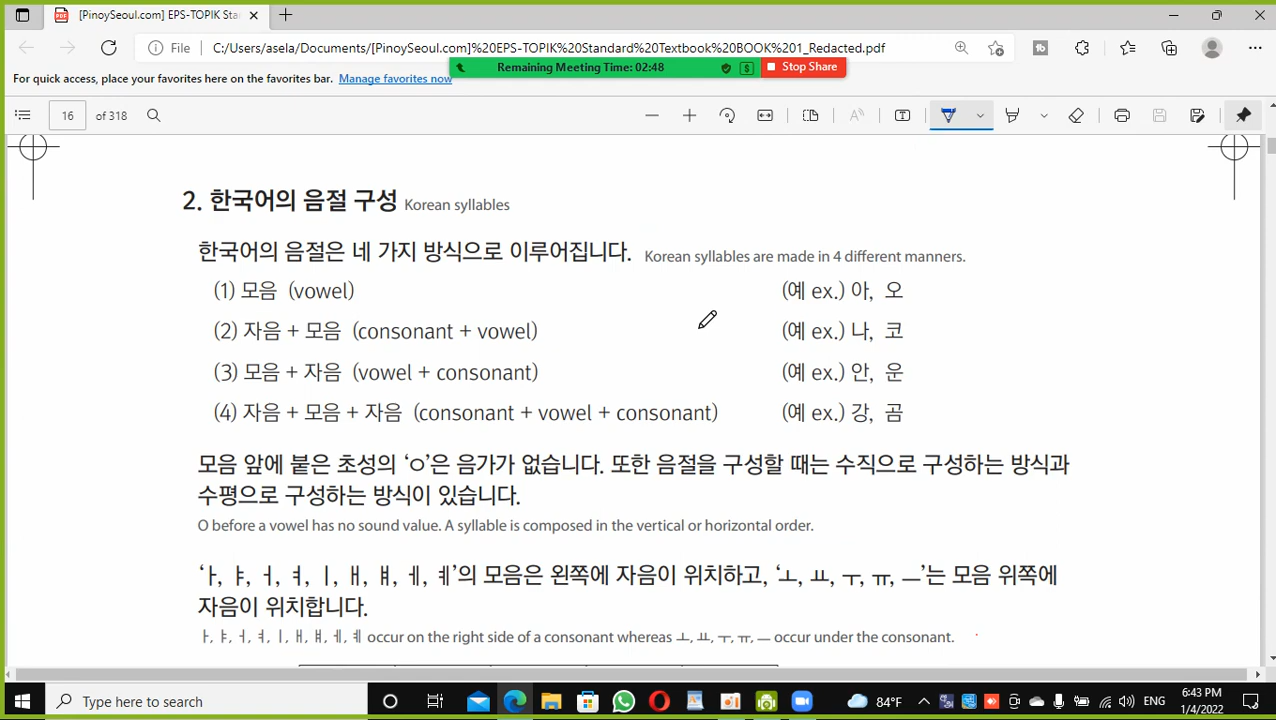 [PinoySeoul.com] EPS-TOPIK Sta
File C:/Users/asela/Documents/[PinoySeoul.com]%20EPS-TOPIK%20Standard%20Textbook%20BOOK%201_Redacted.pdf
For quick access, place your favorites here on the favorites bar. Manage favorites now
Remaining Meeting Time: 02:48 Stop Share
16 of 318
2. 한국어의 음절 구성 Korean syllables
한국어의 음절은 네 가지 방식으로 이루어집니다. Korean syllables are made in 4 different manners.
(1) 모음 (vowel) (예 ex.) 아, 오
(2) 자음 + 모음 (consonant + vowel) (예 ex.) 나, 코
(3) 모음 + 자음 (vowel + consonant) (예 ex.) 안, 운
(4) 자음 + 모음 + 자음 (consonant + vowel + consonant) (예 ex.) 강, 곰
모음 앞에 붙은 초성의 ‘ㅇ’은 음가가 없습니다. 또한 음절을 구성할 때는 수직으로 구성하는 방식과
수평으로 구성하는 방식이 있습니다.
O before a vowel has no sound value. A syllable is composed in the vertical or horizontal order.
‘ㅏ, ㅑ, ㅓ, ㅕ, ㅣ, ㅐ, ㅒ, ㅔ, ㅖ’의 모음은 왼쪽에 자음이 위치하고, ‘ㅗ, ㅛ, ㅜ, ㅠ, ㅡ’는 모음 위쪽에
자음이 위치합니다.
ㅏ, ㅑ, ㅓ, ㅕ, ㅣ, ㅐ, ㅒ, ㅔ, ㅖ occur on the right side of a consonant whereas ㅗ, ㅛ, ㅜ, ㅠ, ㅡ occur under the consonant.
Type here to search
84°F
ENG
6:43 PM
1/4/2022